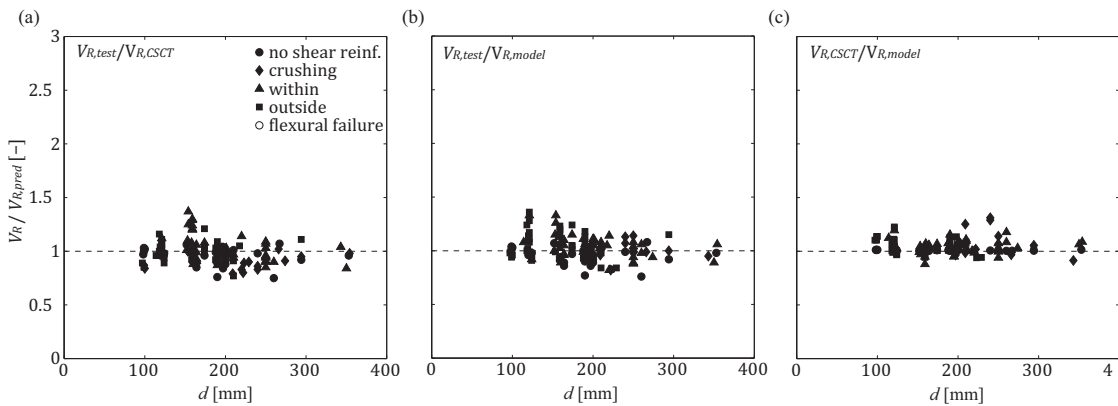 (a)
(b)
(c)
V_R / V_R,pred [−]
3
2.5
2
1.5
1
0.5
0
V_R,test/V_R,CSCT
no shear reinf.
crushing
within
outside
flexural failure
0
100
200
300
400
d [mm]
V_R,test/V_R,model
0
100
200
300
400
d [mm]
V_R,CSCT/V_R,model
0
100
200
300
4
d [mm]